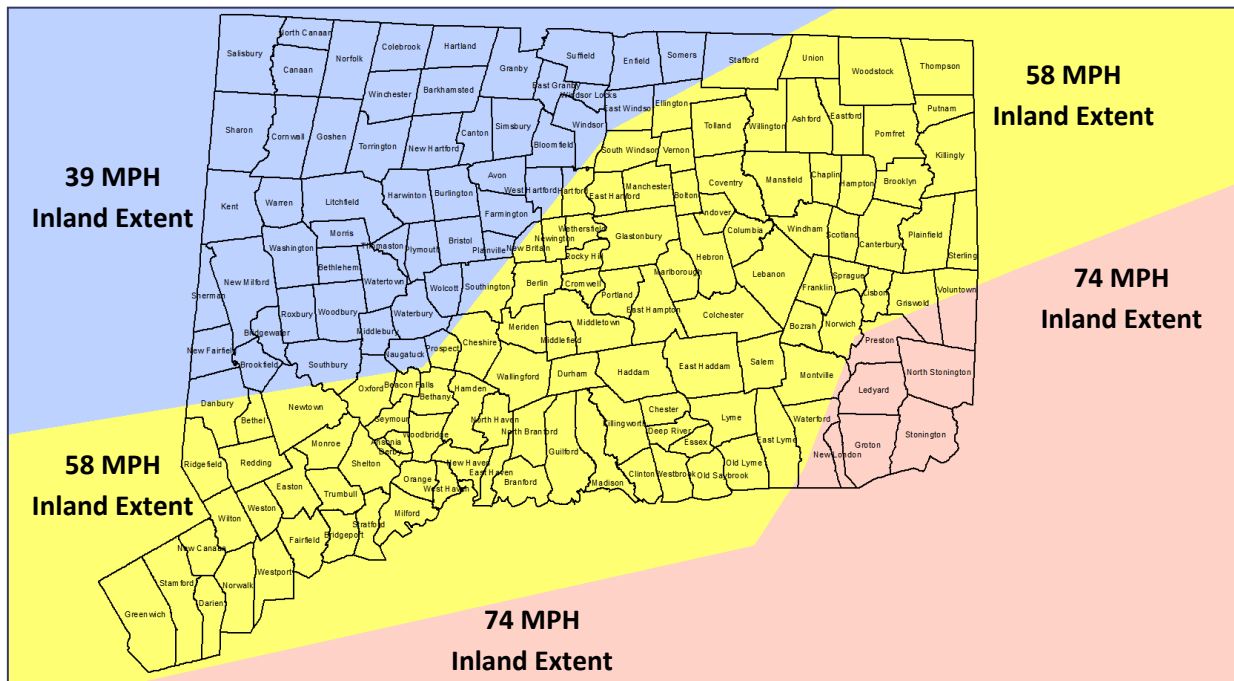 North Canaan
Colebrook
Hartland
Suffield
Enfield
Somers
Stafford
Union
Salisbury
Norfolk
Granby
Woodstock
Thompson
58 MPH
Inland Extent
Canaan
Winchester
Barkhamsted
East Granby
Windsor Locks
East Windsor
Ellington
Putnam
Sharon
Cornwall
Goshen
Torrington
New Hartford
Canton
Simsbury
Bloomfield
Windsor
Tolland
Willington
Ashford
Eastford
Pomfret
39 MPH
Inland Extent
South Windsor
Vernon
Killingly
Kent
Warren
Litchfield
Harwinton
Burlington
Avon
West Hartford
Hartford
East Hartford
Manchester
Bolton
Coventry
Mansfield
Chaplin
Hampton
Brooklyn
Washington
Morris
Thomaston
Plymouth
Bristol
Farmington
Plainville
New Britain
Newington
Wethersfield
Rocky Hill
Glastonbury
Andover
Columbia
Hebron
Windham
Scotland
Canterbury
Plainfield
Sterling
Sherman
New Milford
Bethlehem
Watertown
Wolcott
Southington
Berlin
Cromwell
Portland
Marlborough
Lebanon
Franklin
Sprague
Lisbon
Griswold
Voluntown
74 MPH
Inland Extent
New Fairfield
Bridgewater
Roxbury
Woodbury
Middlebury
Waterbury
Meriden
Middletown
East Hampton
Colchester
Bozrah
Norwich
Preston
Brookfield
Southbury
Naugatuck
Prospect
Cheshire
Middlefield
Wallingford
Durham
Haddam
East Haddam
Salem
Montville
Ledyard
North Stonington
Danbury
Bethel
Newtown
Oxford
Beacon Falls
Bethany
Hamden
58 MPH
Inland Extent
Ridgefield
Redding
Monroe
Seymour
Ansonia
Derby
Woodbridge
North Haven
North Branford
Guilford
Killingworth
Chester
Deep River
Essex
Lyme
East Lyme
Waterford
New London
Groton
Stonington
Easton
Shelton
Orange
New Haven
East Haven
West Haven
Branford
Madison
Clinton
Westbrook
Old Saybrook
Old Lyme
Wilton
Weston
Trumbull
Milford
New Canaan
Fairfield
Bridgeport
Stratford
Greenwich
Stamford
Darien
Norwalk
Westport
74 MPH
Inland Extent